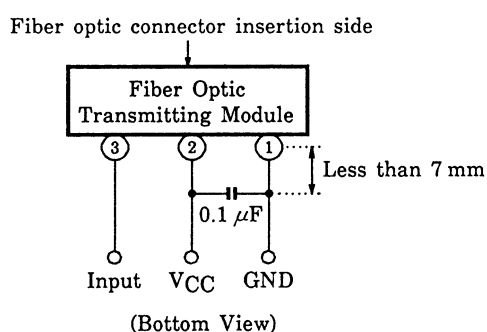 Fiber optic connector insertion side
Fiber Optic
Transmitting Module
3 2 1
Less than 7 mm
0.1 μF
Input VCC GND
(Bottom View)